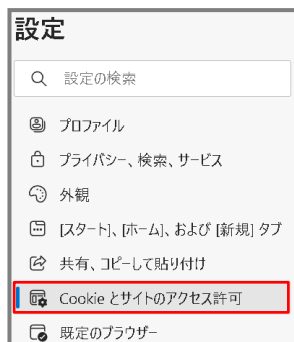 設定
設定の検索
プロファイル
プライバシー、検索、サービス
外観
[スタート]、[ホーム]、および [新規] タブ
共有、コピーして貼り付け
Cookie とサイトのアクセス許可
既定のブラウザー